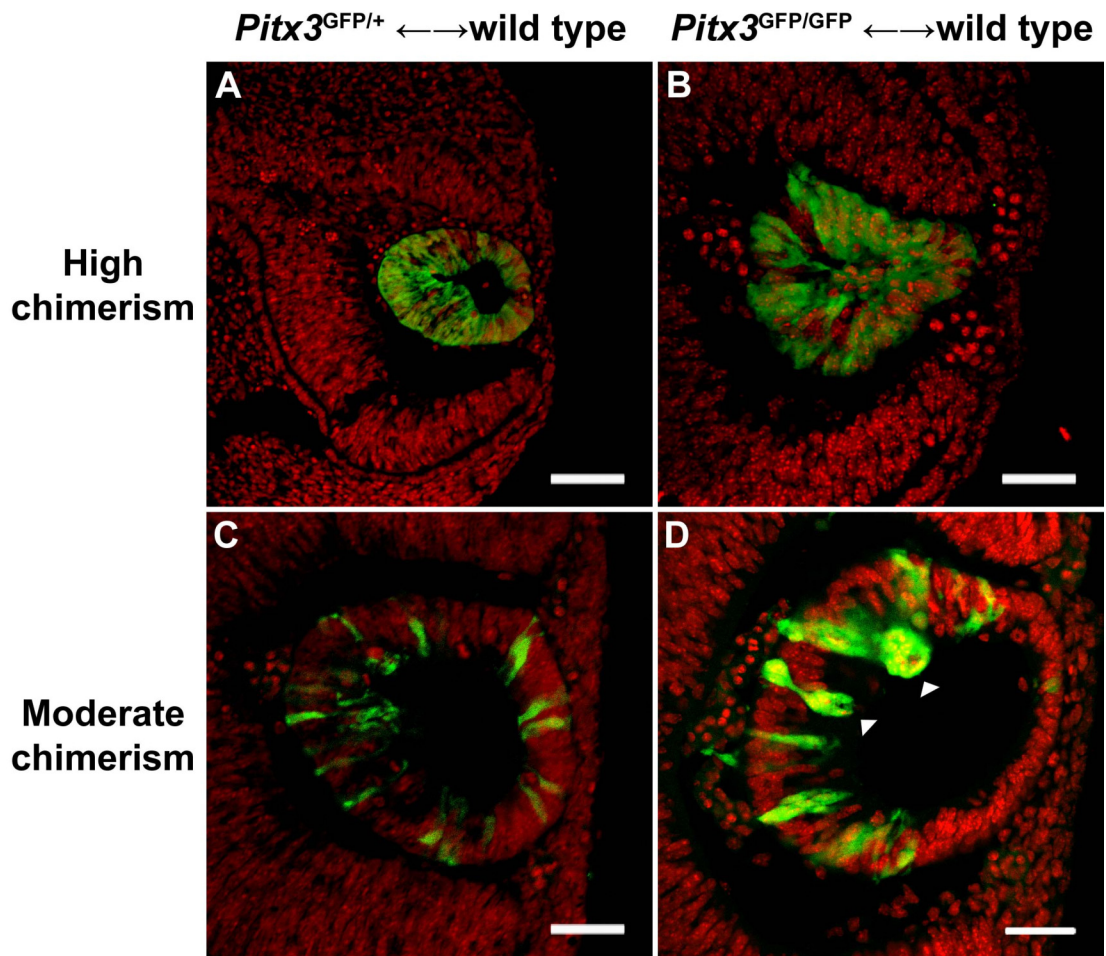 Pitx3GFP/+ ←→wild type
Pitx3GFP/GFP ←→wild type
A
B
High
chimerism
C
D
Moderate
chimerism